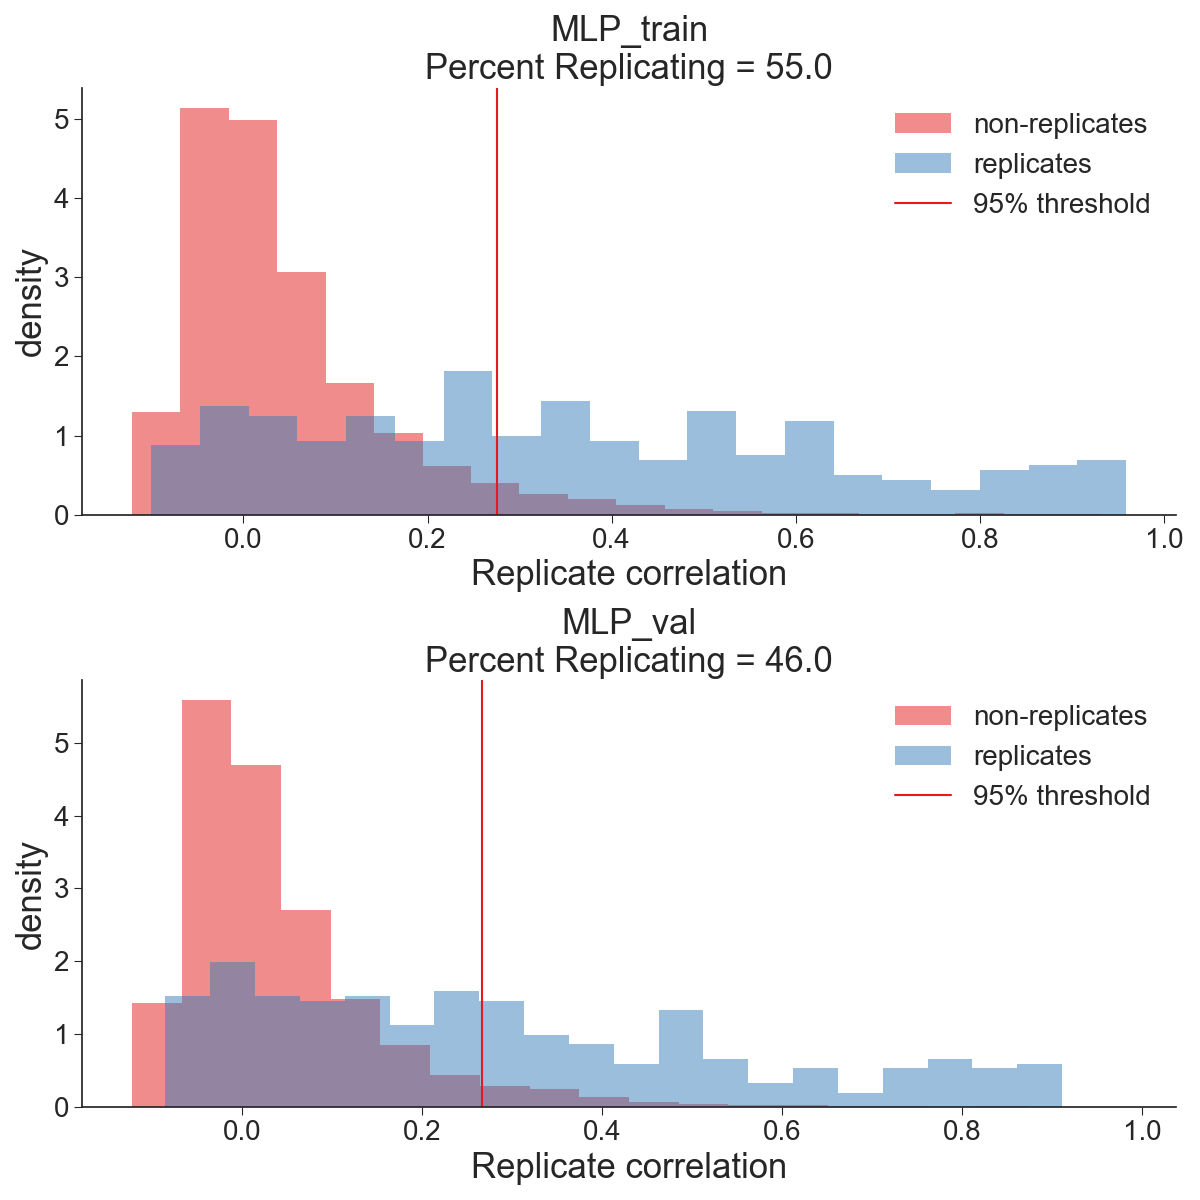 MLP_train
Percent Replicating = 55.0
non-replicates
replicates
95% threshold
density
5
4
3
2
1
0
0.0 0.2 0.4 0.6 0.8 1.0
Replicate correlation
MLP_val
Percent Replicating = 46.0
non-replicates
replicates
95% threshold
density
5
4
3
2
1
0
0.0 0.2 0.4 0.6 0.8 1.0
Replicate correlation